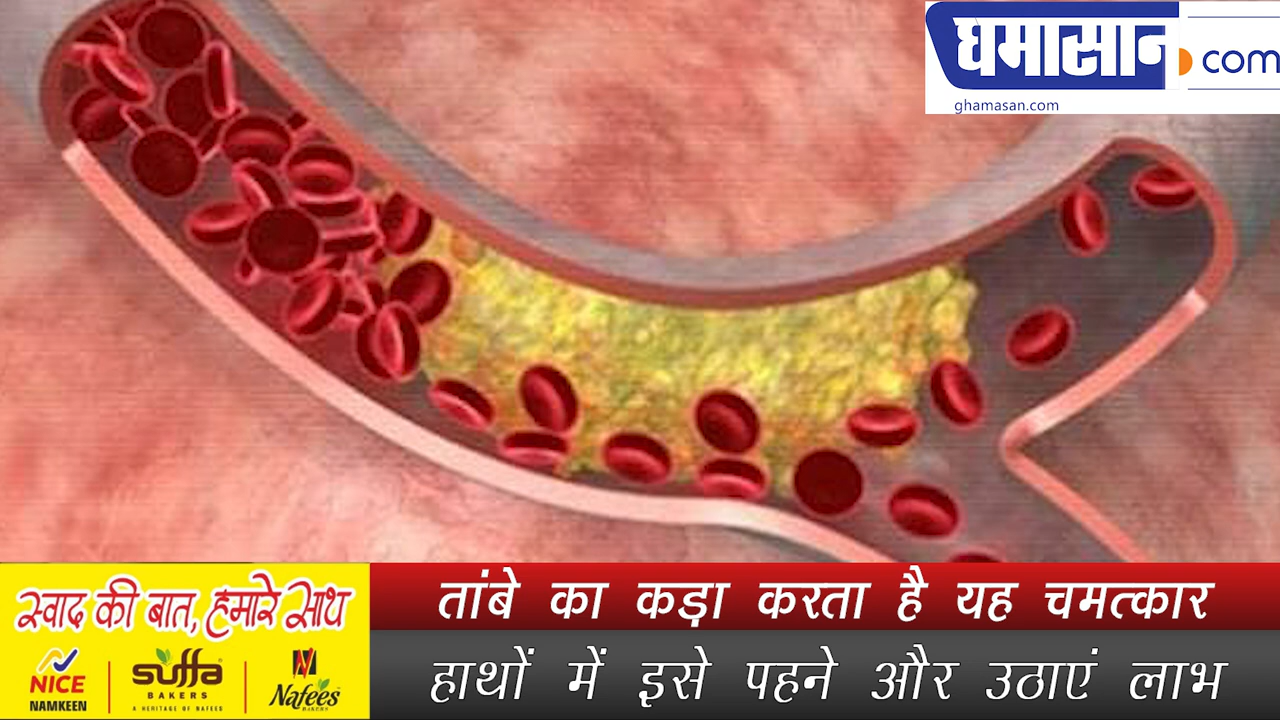 घमासान.com
ghamasan.com
तांबे का कड़ा करता है यह चमत्कार
हाथों में इसे पहने और उठाएं लाभ
स्वाद की बात, हमारे साथ
NICE
NAMKEEN
suffa
BAKERS
A HERITAGE OF NAFEES
Nafees
BAKERS